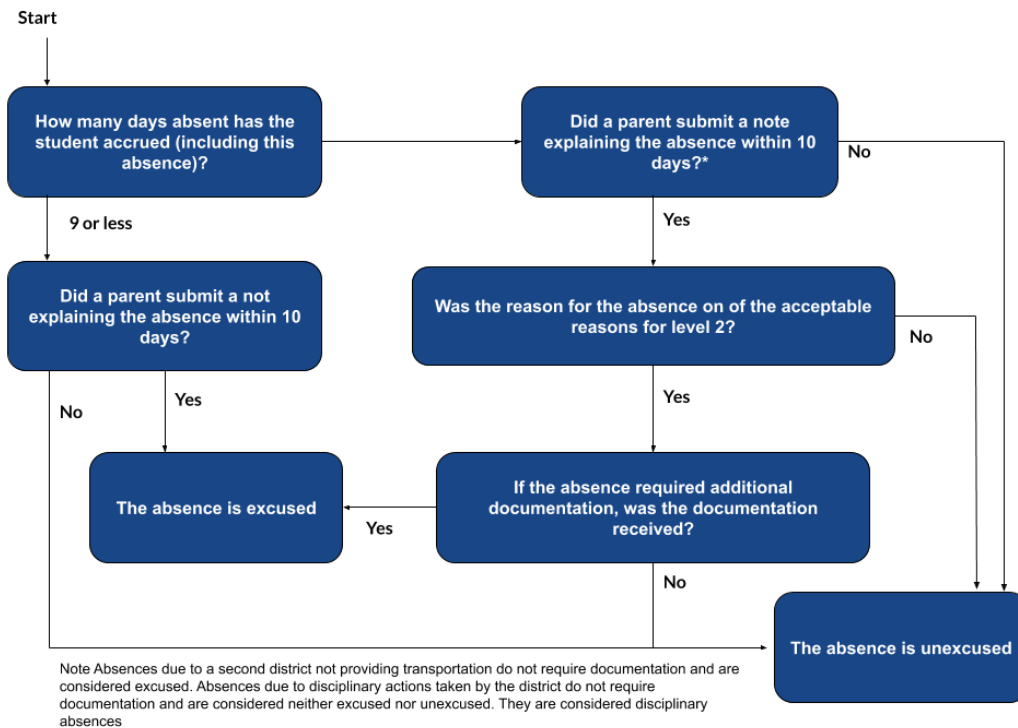 Start
How many days absent has the
student accrued (including this
absence)?
Did a parent submit a note
explaining the absence within 10
days?*
No
9 or less
Yes
Did a parent submit a not
explaining the absence within 10
days?
Was the reason for the absence on of the acceptable
reasons for level 2?
No
No
Yes
Yes
The absence is excused
If the absence required additional
documentation, was the documentation
received?
Yes
No
The absence is unexcused
Note Absences due to a second district not providing transportation do not require documentation and are
considered excused. Absences due to disciplinary actions taken by the district do not require
documentation and are considered neither excused nor unexcused. They are considered disciplinary
absences